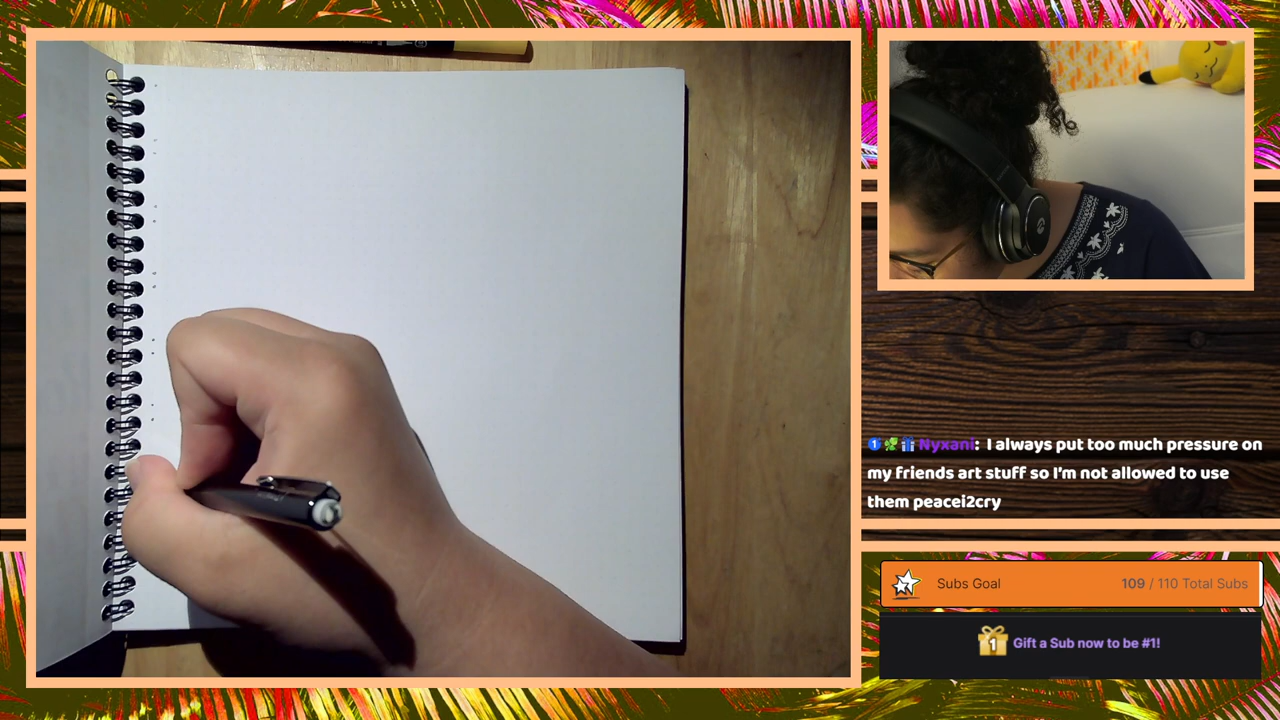 Nyxani: I always put too much pressure on
my friends art stuff so I'm not allowed to use
them peacei2cry
Subs Goal 109 / 110 Total Subs
1 Gift a Sub now to be #1!